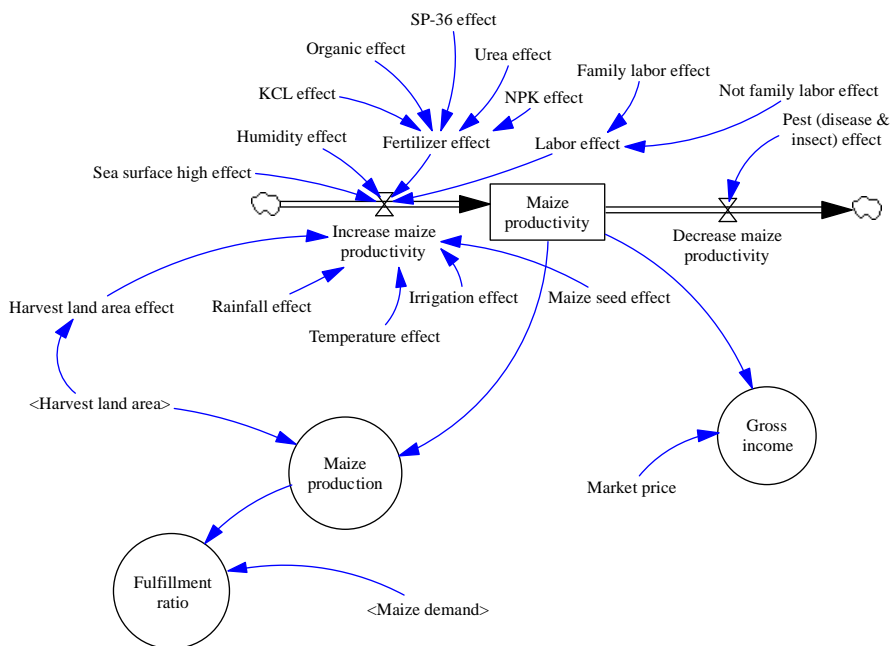 SP-36 effect
Organic effect
Urea effect
Family labor effect
KCL effect
NPK effect
Not family labor effect
Humidity effect
Fertilizer effect
Labor effect
Pest (disease &
insect) effect
Sea surface high effect
Maize
productivity
Increase maize
productivity
Decrease maize
productivity
Harvest land area effect
Rainfall effect
Irrigation effect
Maize seed effect
Temperature effect
<Harvest land area>
Gross
income
Maize
production
Market price
Fulfillment
ratio
<Maize demand>